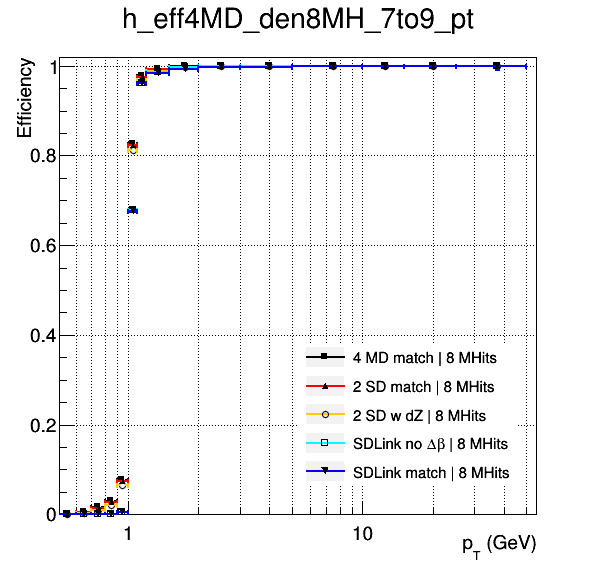 h_eff4MD_den8MH_7to9_pt
Efficiency
1
0.8
0.6
0.4
0.2
0
4 MD match | 8 MHits
2 SD match | 8 MHits
2 SD w dZ | 8 MHits
SDLink no Δβ | 8 MHits
SDLink match | 8 MHits
1
10
p_T (GeV)